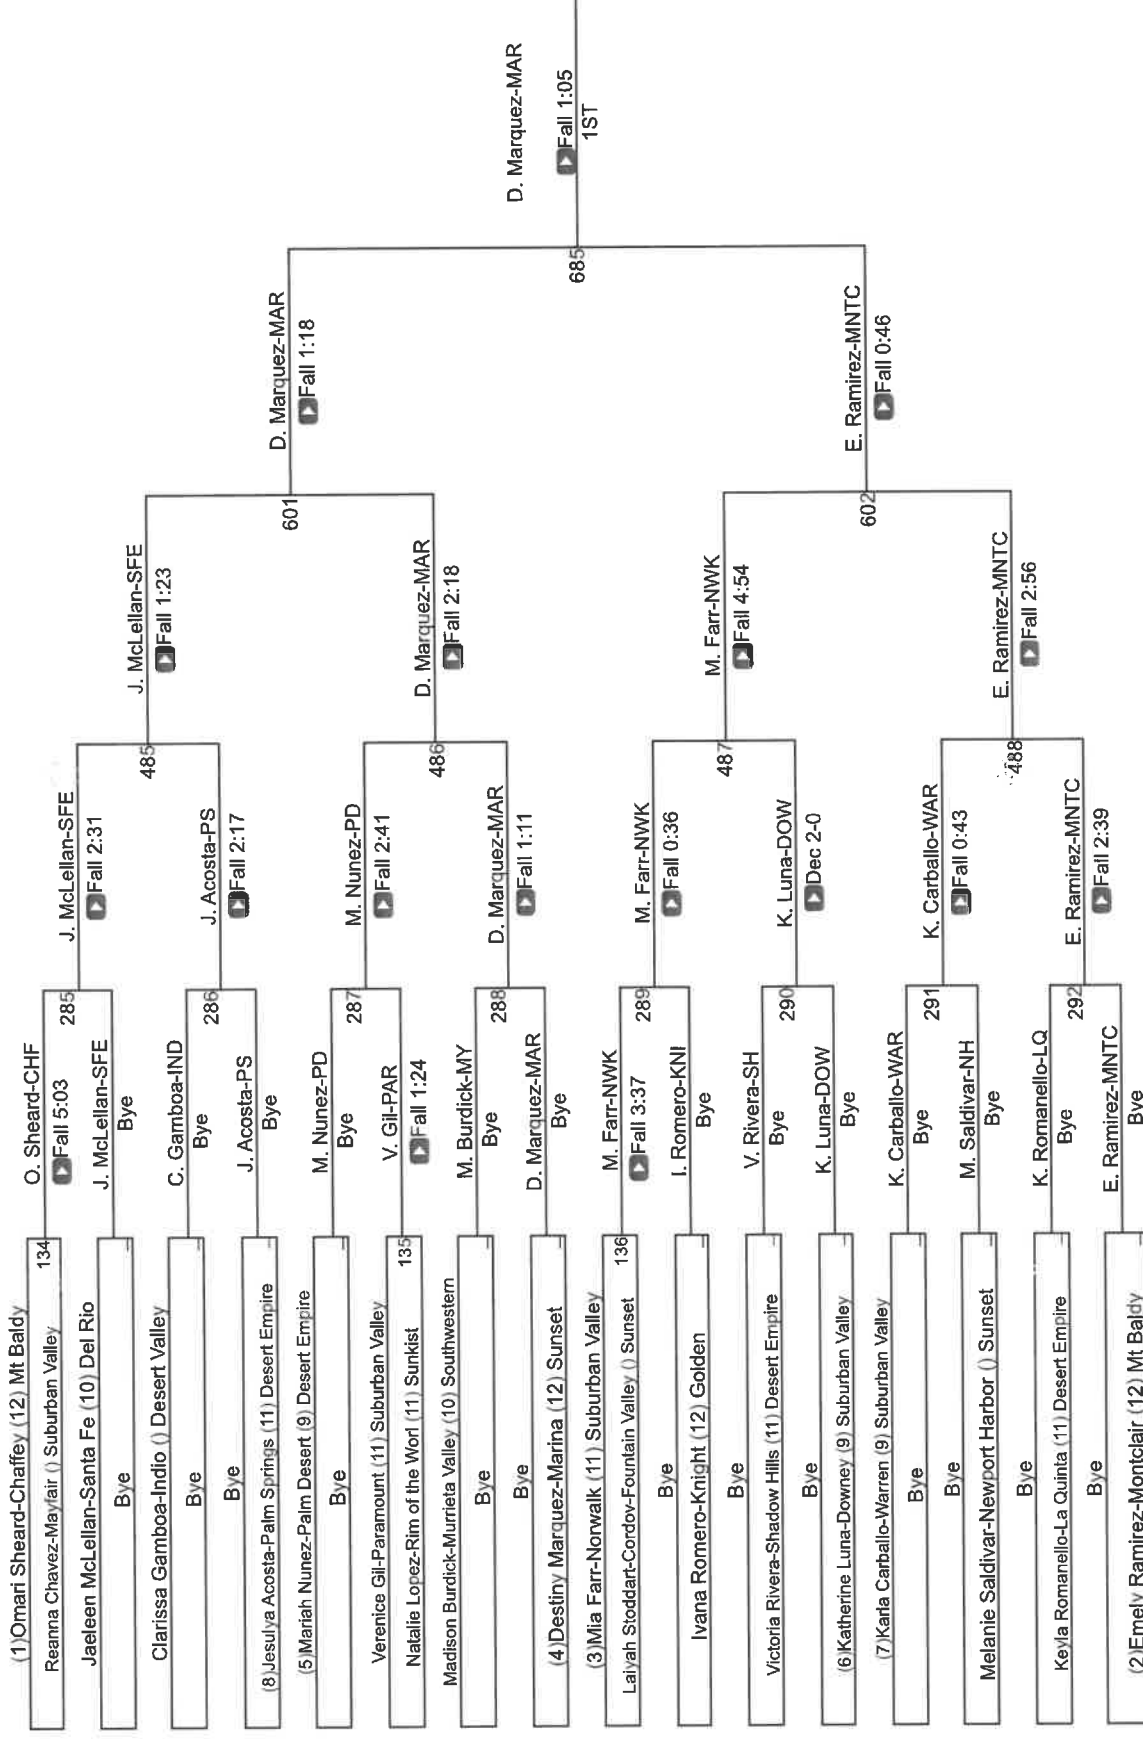 (1)Omari Sheard-Chaffey (12) Mt Baldy
134
Reanna Chavez-Mayfair () Suburban Valley
Jaeleen McLellan-Santa Fe (10) Del Rio
Bye
Clarissa Gamboa-Indio () Desert Valley
Bye
Bye
(8)Jesulya Acosta-Palm Springs (11) Desert Empire
(5)Mariah Nunez-Palm Desert (9) Desert Empire
Bye
Verenice Gil-Paramount (11) Suburban Valley
135
Natalie Lopez-Rim of the Worl (11) Sunkist
Madison Burdick-Murrieta Valley (10) Southwestern
Bye
Bye
(4)Destiny Marquez-Marina (12) Sunset
(3)Mia Farr-Norwalk (11) Suburban Valley
136
Laiyah Stoddart-Cordov-Fountain Valley () Sunset
Bye
Ivana Romero-Knight (12) Golden
Bye
Victoria Rivera-Shadow Hills (11) Desert Empire
Bye
(6)Katherine Luna-Downey (9) Suburban Valley
(7)Karla Carballo-Warren (9) Suburban Valley
Bye
Bye
Melanie Saldivar-Newport Harbor () Sunset
Bye
Keyla Romanello-La Quinta (11) Desert Empire
Bye
(2)Emely Ramirez-Montclair (12) Mt Baldy
O. Sheard-CHF
Fall 5:03
285
J. McLellan-SFE
Bye
C. Gamboa-IND
Bye
286
J. Acosta-PS
Bye
M. Nunez-PD
Bye
287
V. Gil-PAR
Fall 1:24
M. Burdick-MY
Bye
288
D. Marquez-MAR
Bye
M. Farr-NWK
Fall 3:37
289
I. Romero-KNI
Bye
V. Rivera-SH
Bye
290
K. Luna-DOW
Bye
K. Carballo-WAR
Bye
291
M. Saldivar-NH
Bye
K. Romanello-LQ
Bye
292
E. Ramirez-MNTC
Bye
J. McLellan-SFE
Fall 2:31
485
J. Acosta-PS
Fall 2:17
M. Nunez-PD
Fall 2:41
486
D. Marquez-MAR
Fall 1:11
M. Farr-NWK
Fall 0:36
487
K. Luna-DOW
Dec 2-0
K. Carballo-WAR
Fall 0:43
488
E. Ramirez-MNTC
Fall 2:39
J. McLellan-SFE
Fall 1:23
601
D. Marquez-MAR
Fall 2:18
M. Farr-NWK
Fall 4:54
602
E. Ramirez-MNTC
Fall 2:56
D. Marquez-MAR
Fall 1:18
685
E. Ramirez-MNTC
Fall 0:46
D. Marquez-MAR
Fall 1:05
1ST